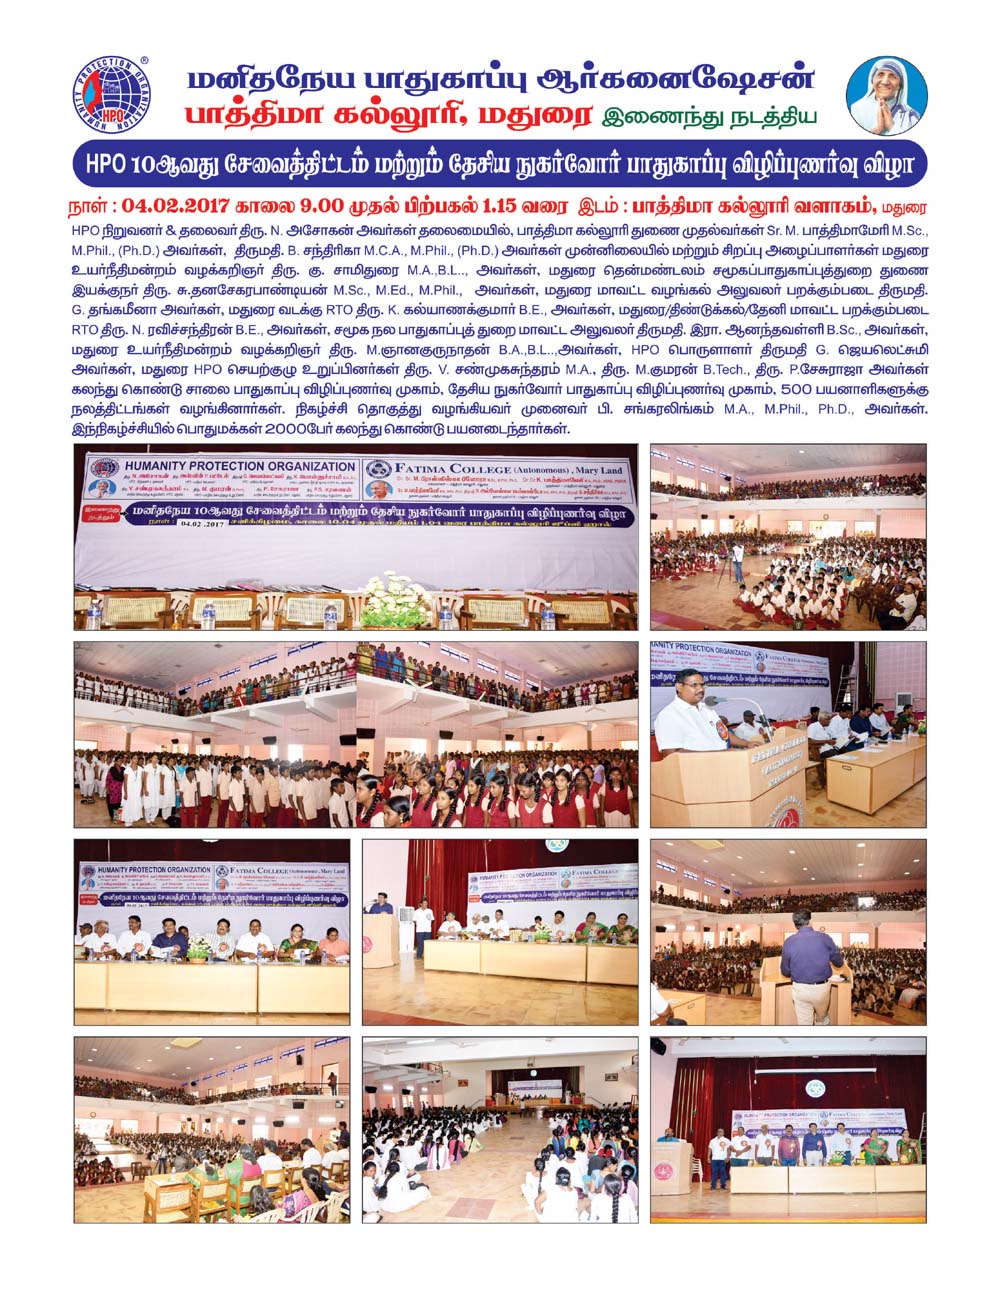 HUMANITY PROTECTION ORGANIZATION
HPO
®
மனிதநேய பாதுகாப்பு ஆர்கனைஷேசன்
பாத்திமா கல்லூரி, மதுரை இணைந்து நடத்திய
HPO 10ஆவது சேவைத்திட்டம் மற்றும் தேசிய நுகர்வோர் பாதுகாப்பு விழிப்புணர்வு விழா
நாள் : 04.02.2017 காலை 9.00 முதல் பிற்பகல் 1.15 வரை இடம் : பாத்திமா கல்லூரி வளாகம், மதுரை
HPO நிறுவனர் & தலைவர் திரு. N. அசோகன் அவர்கள் தலைமையில், பாத்திமா கல்லூரி துணை முதல்வர்கள் Sr. M. பாத்திமாமேரி M.Sc.,
M.Phil., (Ph.D.) அவர்கள், திருமதி. B. சந்திரிகா M.C.A., M.Phil., (Ph.D.) அவர்கள் முன்னிலையில் மற்றும் சிறப்பு அழைப்பாளர்கள் மதுரை
உயர்நீதிமன்றம் வழக்கறிஞர் திரு. கு. சாமிதுரை M.A.,B.L.., அவர்கள், மதுரை தென்மண்டலம் சமூகப்பாதுகாப்புத்துறை துணை
இயக்குநர் திரு. சு.தனசேகரபாண்டியன் M.Sc., M.Ed., M.Phil., அவர்கள், மதுரை மாவட்ட வழங்கல் அலுவலர் பறக்கும்படை திருமதி.
G. தங்கமீனா அவர்கள், மதுரை வடக்கு RTO திரு. K. கல்யாணக்குமார் B.E., அவர்கள், மதுரை/திண்டுக்கல்/தேனி மாவட்ட பறக்கும்படை
RTO திரு. N. ரவிச்சந்திரன் B.E., அவர்கள், சமூக நல பாதுகாப்புத் துறை மாவட்ட அலுவலர் திருமதி. இரா. ஆனந்தவள்ளி B.Sc., அவர்கள்,
மதுரை உயர்நீதிமன்றம் வழக்கறிஞர் திரு. M.ஞானகுருநாதன் B.A.,B.L..,அவர்கள், HPO பொருளாளர் திருமதி G. ஜெயலெட்சுமி
அவர்கள், மதுரை HPO செயற்குழு உறுப்பினர்கள் திரு. V. சண்முகசுந்தரம் M.A., திரு. M.குமரன் B.Tech., திரு. P.சேசுராஜா அவர்கள்
கலந்து கொண்டு சாலை பாதுகாப்பு விழிப்புணர்வு முகாம், தேசிய நுகர்வோர் பாதுகாப்பு விழிப்புணர்வு முகாம், 500 பயனாளிகளுக்கு
நலத்திட்டங்கள் வழங்கினார்கள். நிகழ்ச்சி தொகுத்து வழங்கியவர் முனைவர் பி. சங்கரலிங்கம் M.A., M.Phil., Ph.D., அவர்கள்.
இந்நிகழ்ச்சியில் பொதுமக்கள் 2000பேர் கலந்து கொண்டு பயனடைந்தார்கள்.
HUMANITY PROTECTION ORGANIZATION
FATIMA COLLEGE (Autonomous), Mary Land
இணைந்து நடத்தும்
மனிதநேய 10ஆவது சேவைத்திட்டம் மற்றும் தேசிய நுகர்வோர் பாதுகாப்பு விழிப்புணர்வு விழா
நாள் : 04.02.2017
HUMANITY PROTECTION ORGANIZATION
FATIMA COLLEGE
HUMANITY PROTECTION ORGANIZATION
FATIMA COLLEGE (Autonomous), Mary Land
மனிதநேய 10ஆவது சேவைத்திட்டம் மற்றும் தேசிய நுகர்வோர் பாதுகாப்பு விழிப்புணர்வு விழா
HUMANITY PROTECTION ORGANIZATION
FATIMA COLLEGE
HUMANITY PROTECTION ORGANIZATION
FATIMA COLLEGE